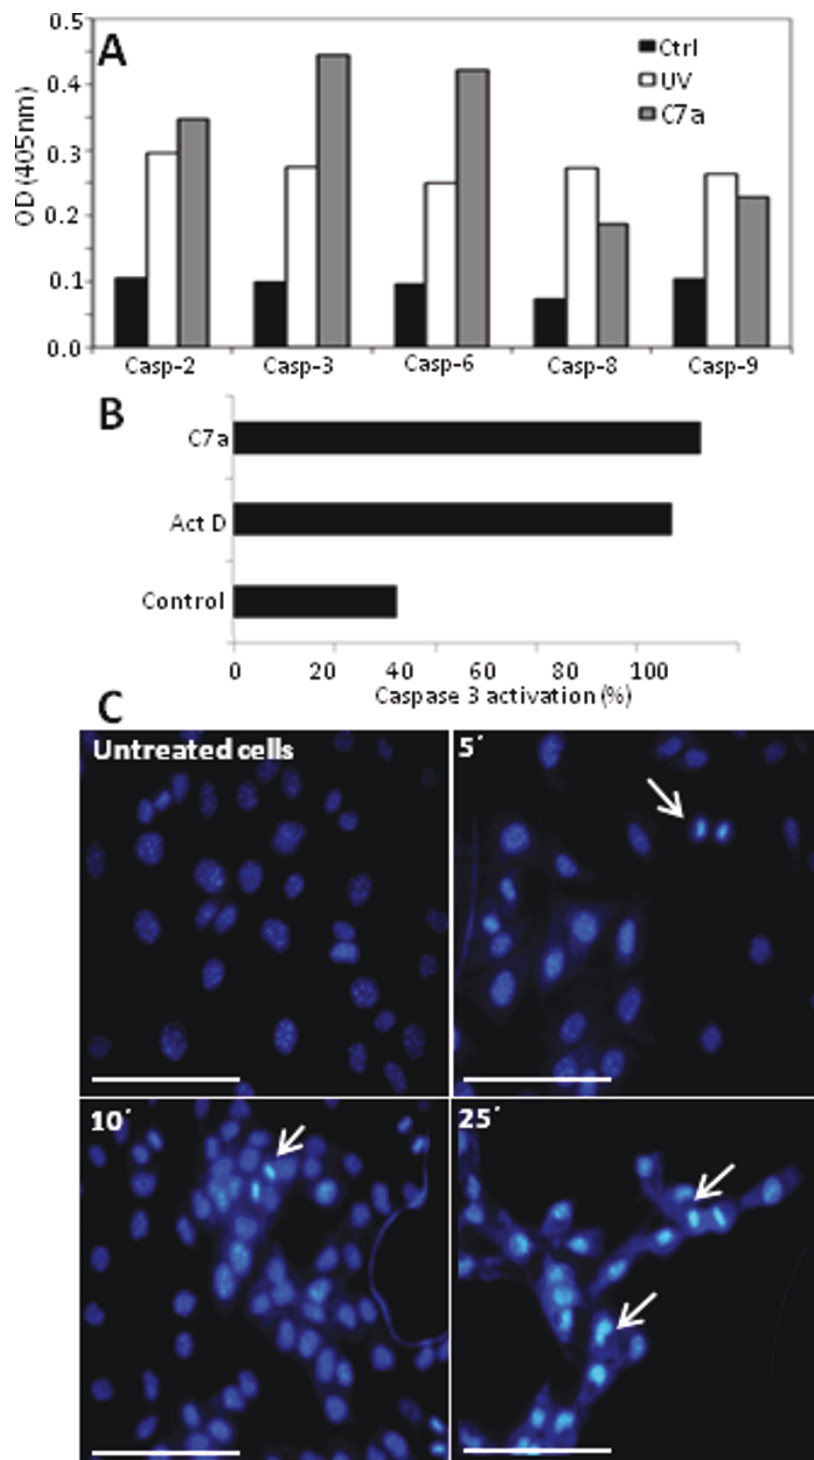 A
0.5
0.4
0.3
0.2
0.1
0.0
OD (405nm)
Ctrl
UV
C7a
Casp-2 Casp-3 Casp-6 Casp-8 Casp-9
B
C7a
Act D
Control
0 20 40 60 80 100
Caspase 3 activation (%)
C
Untreated cells
5´
10´
25´